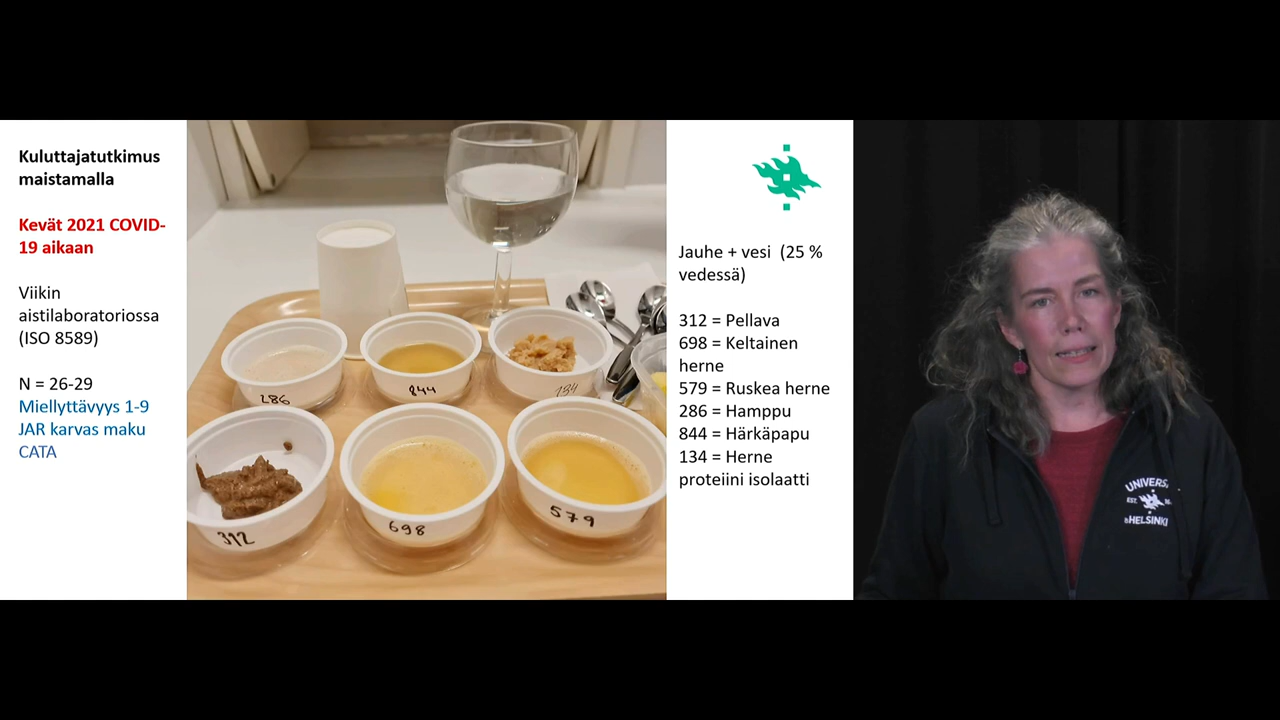 Kuluttajatutkimus
maistamalla
Kevät 2021 COVID-
19 aikaan
Viikin
aistilaboratoriossa
(ISO 8589)
N = 26-29
Miellyttävyys 1-9
JAR karvas maku
CATA
286
844
134
312
698
579
Jauhe + vesi (25 %
vedessä)
312 = Pellava
698 = Keltainen
herne
579 = Ruskea herne
286 = Hamppu
844 = Härkäpapu
134 = Herne
proteiini isolaatti
EST.
HELSINKI